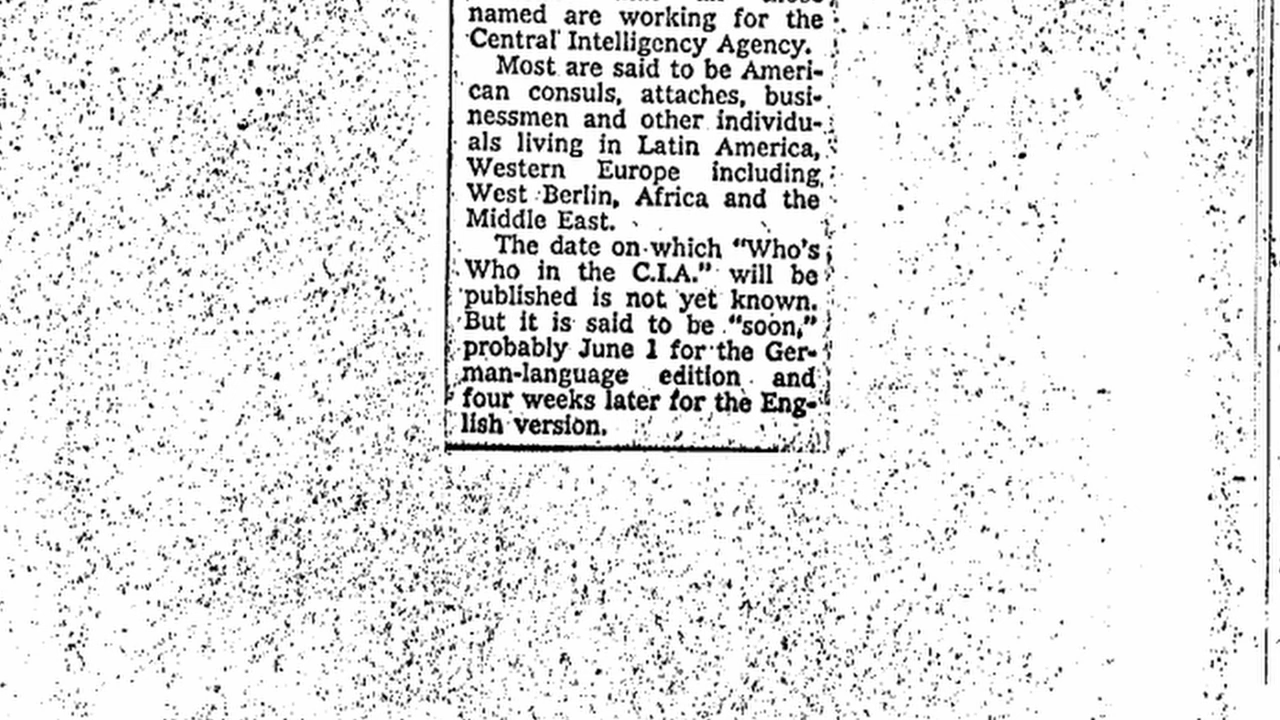 named are working for the
Central Intelligency Agency.
Most are said to be Ameri-
can consuls, attaches, busi-
nessmen and other individu-
als living in Latin America,
Western Europe including
West Berlin, Africa and the
Middle East.
The date on which "Who's
Who in the C.I.A." will be
published is not yet known.
But it is said to be "soon,"
probably June 1 for the Ger-
man-language edition and
four weeks later for the Eng-
lish version.